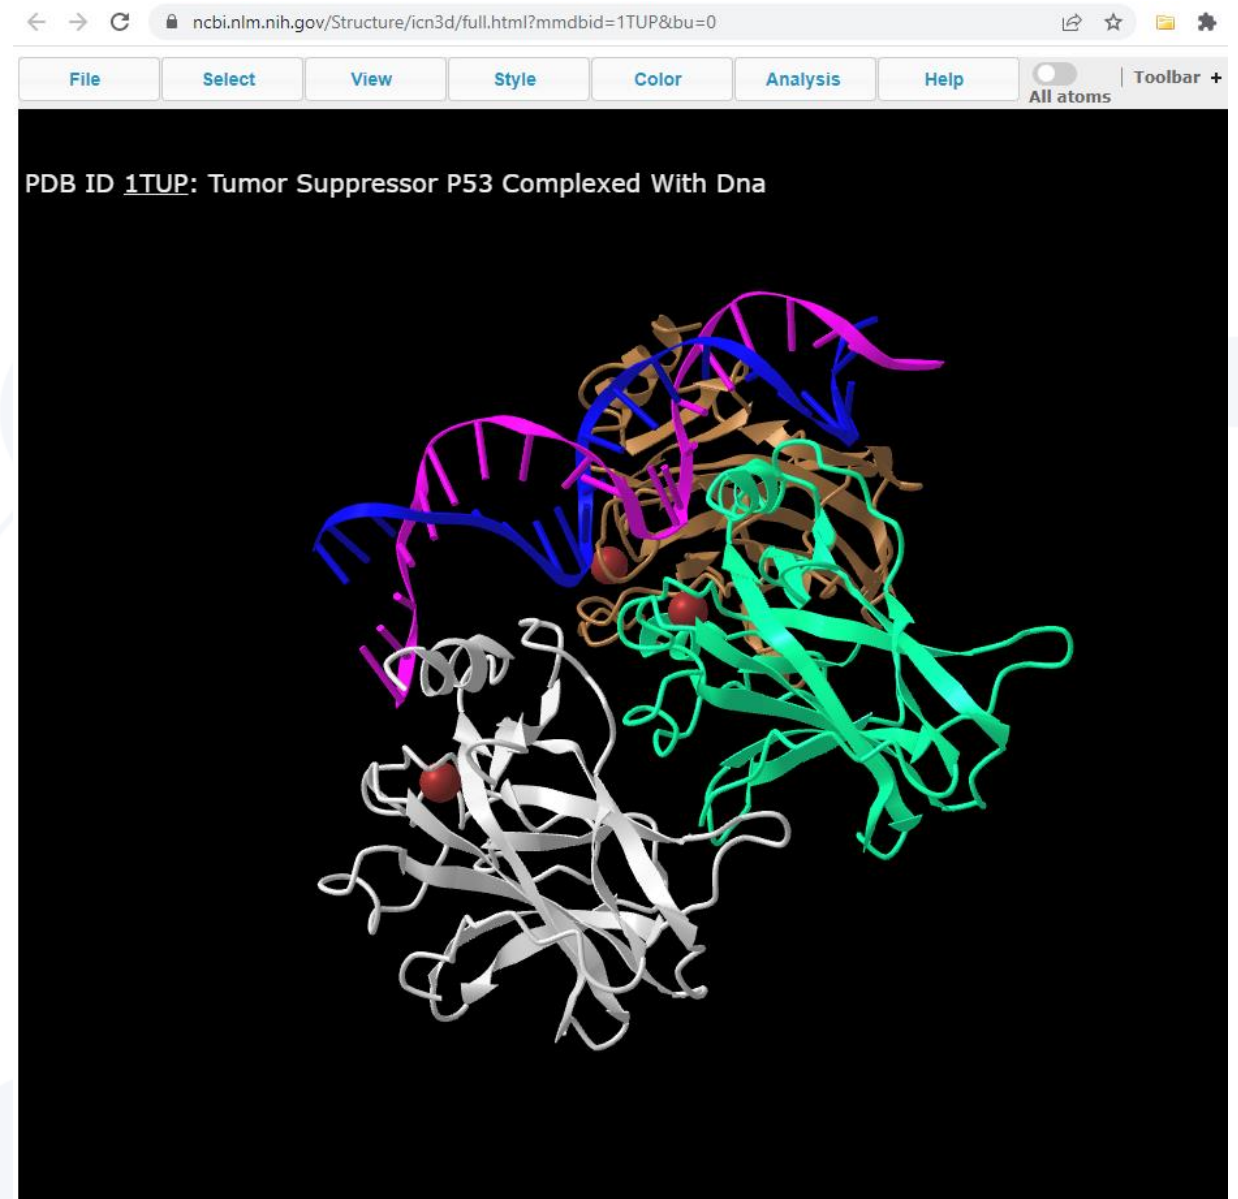 ncbi.nlm.nih.gov/Structure/icn3d/full.html?mmdbid=1TUP&bu=0
File Select View Style Color Analysis Help All atoms | Toolbar +
PDB ID 1TUP: Tumor Suppressor P53 Complexed With Dna